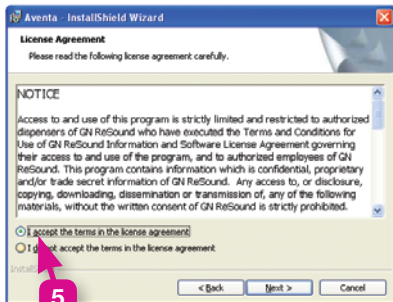 Aventa - InstallShield Wizard
License Agreement
Please read the following license agreement carefully.
NOTICE
Access to and use of this program is strictly limited and restricted to authorized
dispensers of GN ReSound who have executed the Terms and Conditions for
Use of GN ReSound Information and Software License Agreement governing
their access to and use of the program, and to authorized employees of GN
ReSound. This program contains information which is confidential, proprietary
and/or trade secret information of GN ReSound. Any access to, or disclosure,
copying, downloading, dissemination or transmission of, any of the following
materials, without the written consent of GN ReSound is strictly prohibited.
I accept the terms in the license agreement
I accept the terms in the license agreement
< Back
Next >
Cancel
5